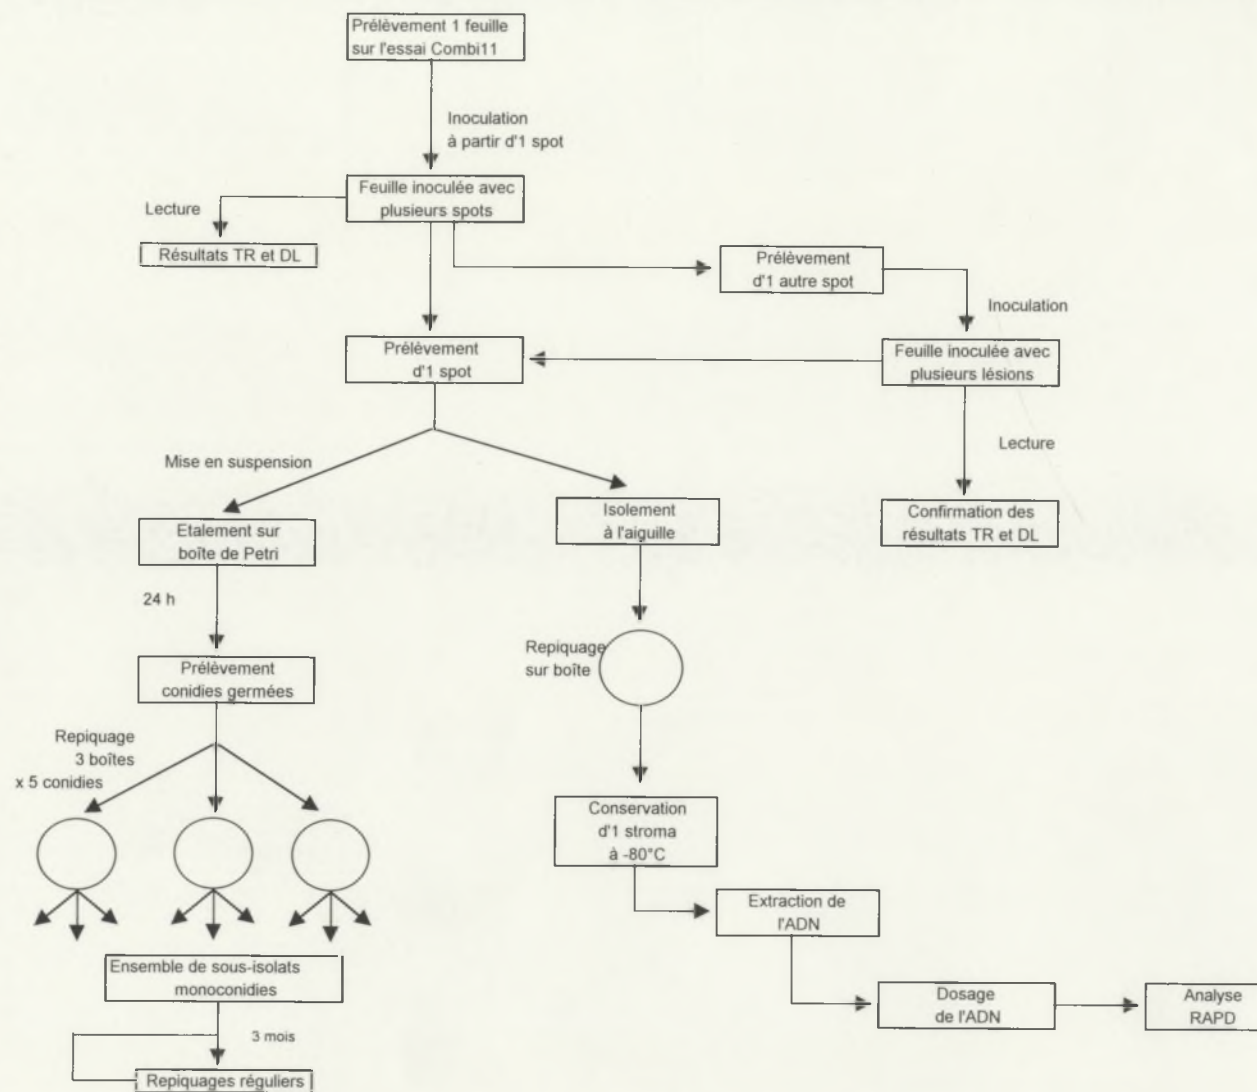 Prélèvement 1 feuille
sur l'essai Combi11
Inoculation
à partir d'1 spot
Feuille inoculée avec
plusieurs spots
Lecture
Résultats TR et DL
Prélèvement
d'1 autre spot
Inoculation
Prélèvement
d'1 spot
Feuille inoculée avec
plusieurs lésions
Lecture
Confirmation des
résultats TR et DL
Mise en suspension
Etalement sur
boîte de Petri
Isolement
à l'aiguille
24 h
Prélèvement
conidies germées
Repiquage
sur boîte
Repiquage
3 boîtes
x 5 conidies
Conservation
d'1 stroma
à -80°C
Extraction de
l'ADN
Ensemble de sous-isolats
monoconidies
Dosage
de l'ADN
Analyse
RAPD
3 mois
Repiquages réguliers